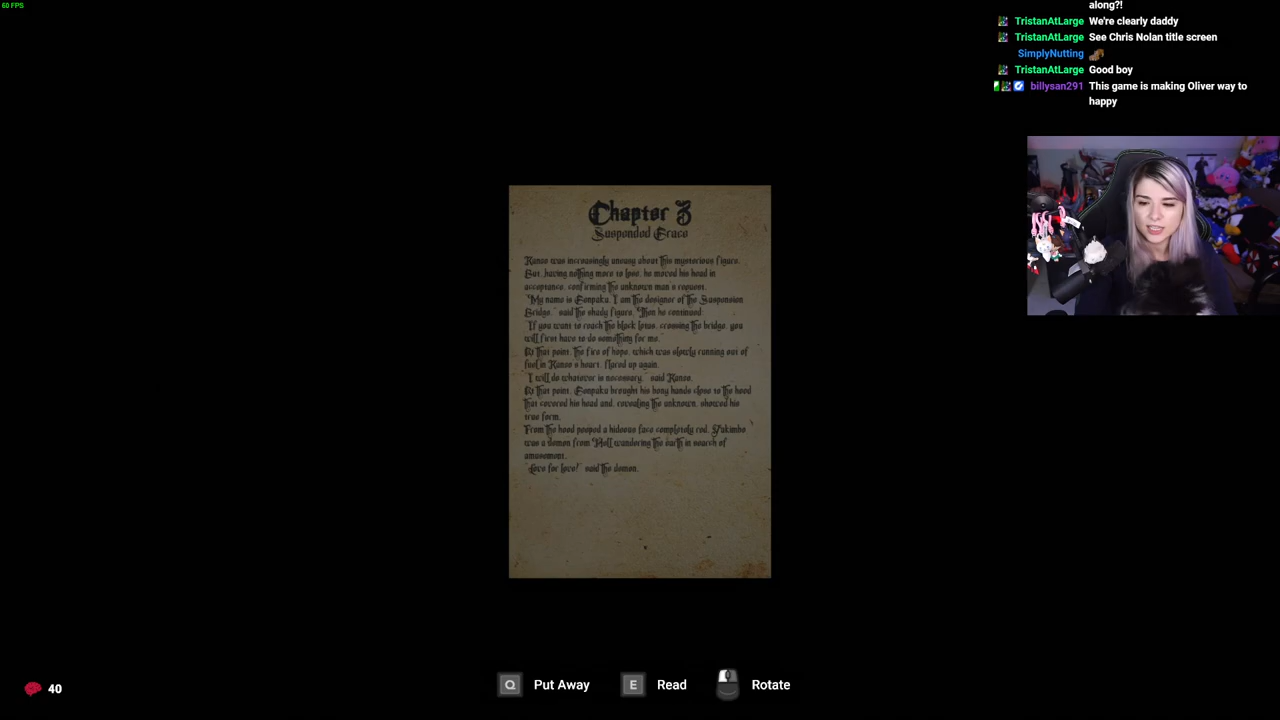 60 FPS
along?!
TristanAtLarge We're clearly daddy
TristanAtLarge See Chris Nolan title screen
SimplyNutting
TristanAtLarge Good boy
billysan291 This game is making Oliver way to
happy
Chapter 3
Suspended Grace
Kanzo was increasingly uneasy about this mysterious figure.
But, having nothing more to lose, he moved his head in
acceptance, confirming the unknown man's request.
"My name is Genpaku. I am the designer of the Suspension
Bridge," said the shady figure. Then he continued:
"If you want to reach the black lotus, crossing the bridge, you
will first have to do something for me."
At that point, the fire of hope, which was slowly running out of
fuel in Kanzo's heart, flared up again.
"I will do whatever is necessary," said Kanzo.
At that point, Genpaku brought his bony hands close to the hood
that covered his head and, revealing the unknown, showed his
true form.
From the hood peeped a hideous face completely red. Yakimbo
was a demon from Hell wandering the earth in search of
amusement.
"Love for love?" said the demon.
40
Q Put Away
E Read
Rotate